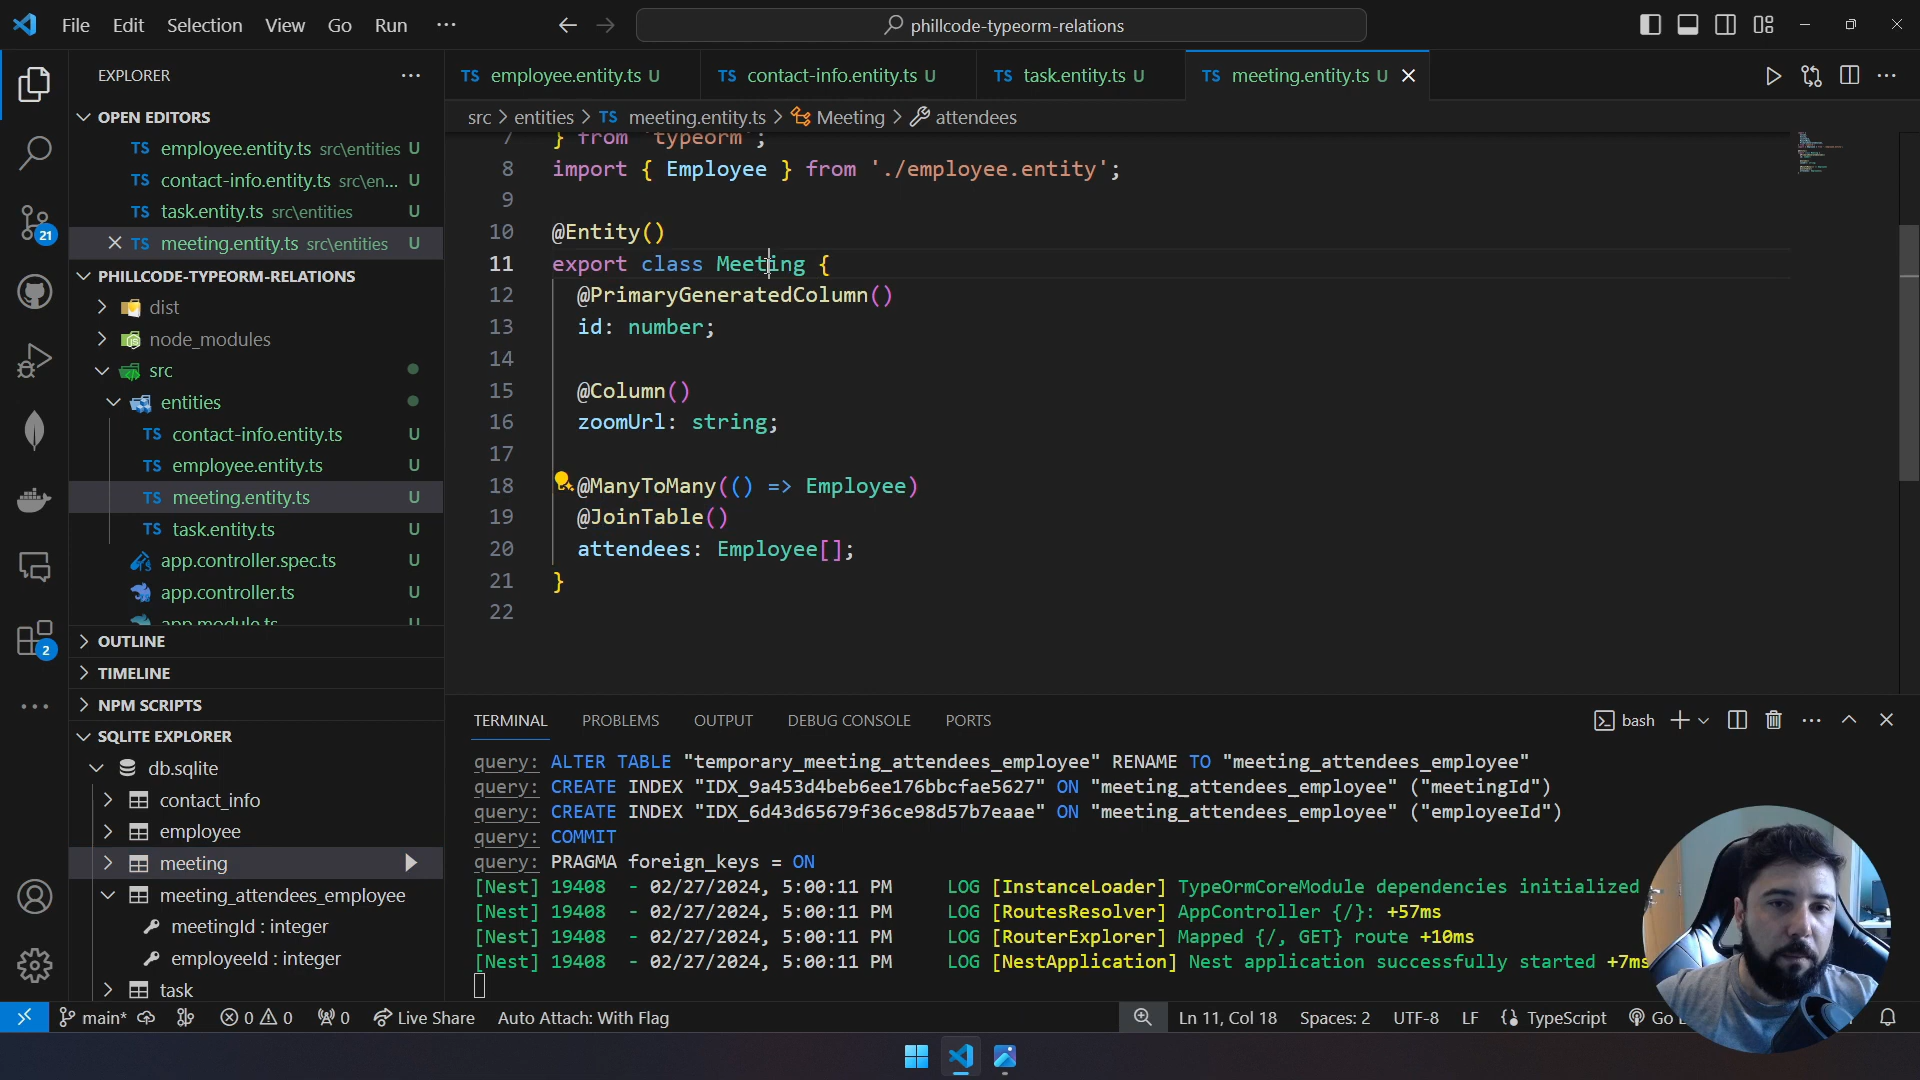 File Edit Selection View Go Run ··· phillcode-typeorm-relations
EXPLORER
OPEN EDITORS
TS employee.entity.ts src\entities U
TS contact-info.entity.ts src\en... U
TS task.entity.ts src\entities U
TS meeting.entity.ts src\entities U
PHILLCODE-TYPEORM-RELATIONS
dist
node_modules
src
entities
TS contact-info.entity.ts U
TS employee.entity.ts U
TS meeting.entity.ts U
TS task.entity.ts U
app.controller.spec.ts U
app.controller.ts U
app.module.ts U
OUTLINE
TIMELINE
NPM SCRIPTS
SQLITE EXPLORER
db.sqlite
contact_info
employee
meeting
meeting_attendees_employee
meetingId : integer
employeeId : integer
task
21
2
TS employee.entity.ts U TS contact-info.entity.ts U TS task.entity.ts U TS meeting.entity.ts U
src > entities > TS meeting.entity.ts > Meeting > attendees
7 } from 'typeorm';
8 import { Employee } from './employee.entity';
9
10 @Entity()
11 export class Meeting {
12 @PrimaryGeneratedColumn()
13 id: number;
14
15 @Column()
16 zoomUrl: string;
17
18 @ManyToMany(() => Employee)
19 @JoinTable()
20 attendees: Employee[];
21 }
22
TERMINAL PROBLEMS OUTPUT DEBUG CONSOLE PORTS bash
query: ALTER TABLE "temporary_meeting_attendees_employee" RENAME TO "meeting_attendees_employee"
query: CREATE INDEX "IDX_9a453d4beb6ee176bbcfae5627" ON "meeting_attendees_employee" ("meetingId")
query: CREATE INDEX "IDX_6d43d65679f36ce98d57b7eaae" ON "meeting_attendees_employee" ("employeeId")
query: COMMIT
query: PRAGMA foreign_keys = ON
[Nest] 19408 - 02/27/2024, 5:00:11 PM LOG [InstanceLoader] TypeOrmCoreModule dependencies initialized
[Nest] 19408 - 02/27/2024, 5:00:11 PM LOG [RoutesResolver] AppController {/}: +57ms
[Nest] 19408 - 02/27/2024, 5:00:11 PM LOG [RouterExplorer] Mapped {/, GET} route +10ms
[Nest] 19408 - 02/27/2024, 5:00:11 PM LOG [NestApplication] Nest application successfully started +7ms
main* 0 0 0 Live Share Auto Attach: With Flag Ln 11, Col 18 Spaces: 2 UTF-8 LF TypeScript Go